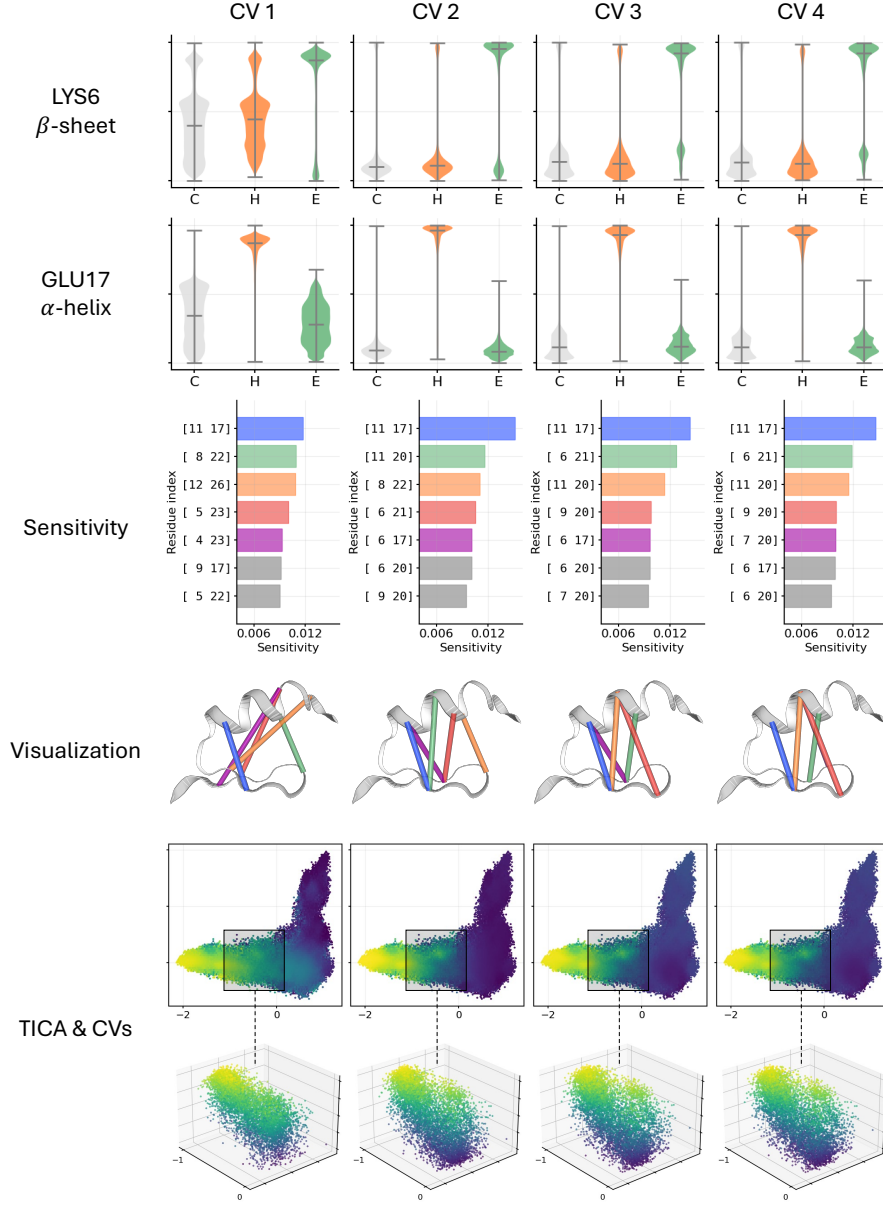 CV 1 CV 2 CV 3 CV 4
LYS6
β-sheet
C H E C H E C H E C H E
GLU17
α-helix
C H E C H E C H E C H E
Sensitivity
Residue index
[11 17]
[ 8 22]
[12 26]
[ 5 23]
[ 4 23]
[ 9 17]
[ 5 22]
0.006 0.012
Sensitivity
Residue index
[11 17]
[11 20]
[ 8 22]
[ 6 21]
[ 6 17]
[ 6 20]
[ 9 20]
0.006 0.012
Sensitivity
Residue index
[11 17]
[ 6 21]
[11 20]
[ 9 20]
[ 6 17]
[ 6 20]
[ 7 20]
0.006 0.012
Sensitivity
Residue index
[11 17]
[ 6 21]
[11 20]
[ 9 20]
[ 7 20]
[ 6 17]
[ 6 20]
0.006 0.012
Sensitivity
Visualization
TICA & CVs
−2 0 −2 0 −2 0 −2 0
−1 0 −1 0 −1 0 −1 0